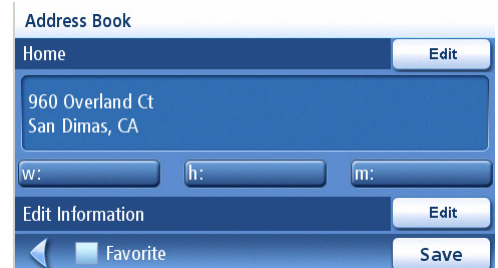 Address Book
Home Edit
960 Overland Ct
San Dimas, CA
w: h: m:
Edit Information Edit
Favorite Save